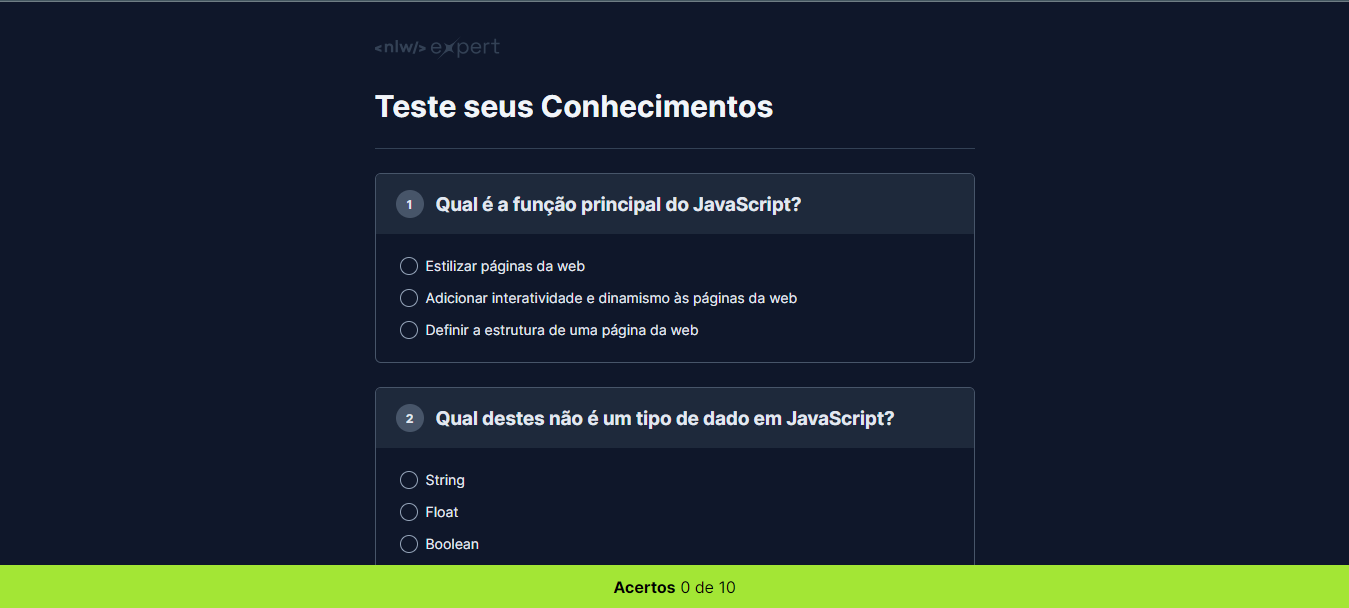 <nlw/> expert
Teste seus Conhecimentos
1 Qual é a função principal do JavaScript?
Estilizar páginas da web
Adicionar interatividade e dinamismo às páginas da web
Definir a estrutura de uma página da web
2 Qual destes não é um tipo de dado em JavaScript?
String
Float
Boolean
Acertos 0 de 10